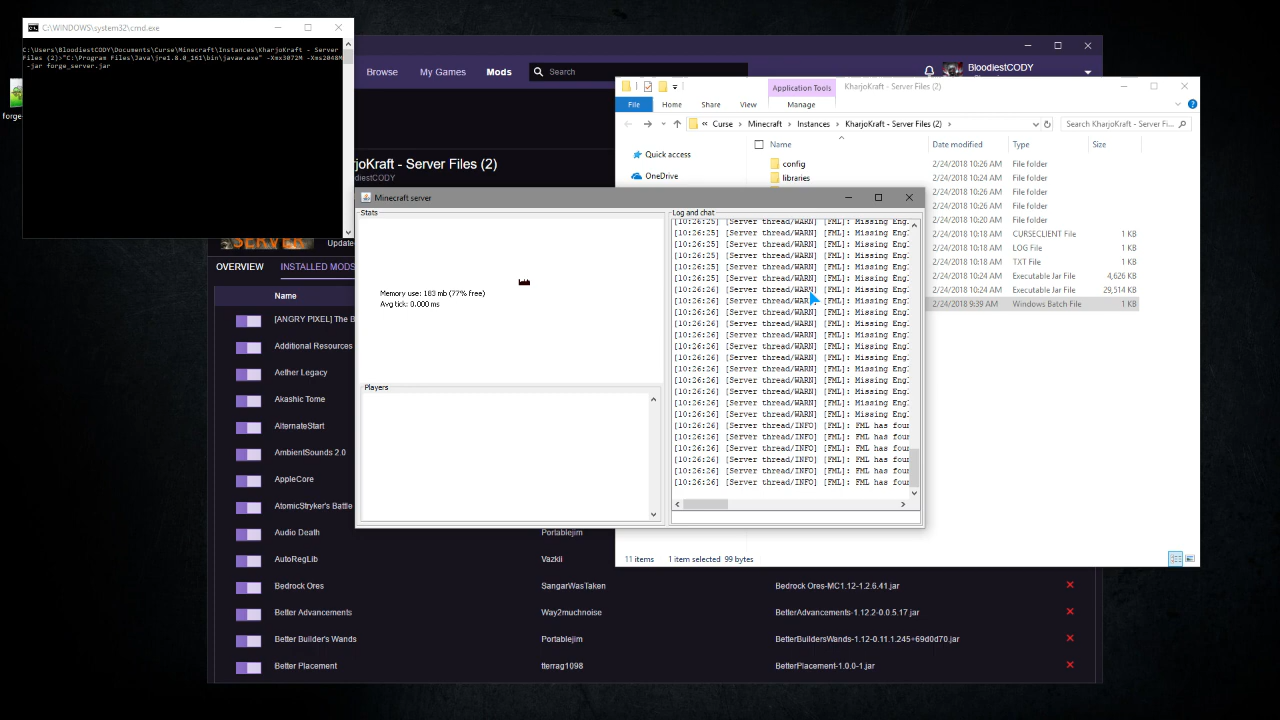 C:\WINDOWS\system32\cmd.exe
C:\Users\BloodiestCODY\Documents\Curse\Minecraft\Instances\KharjoKraft - Server
Files (2)>"C:\Program Files\Java\jre1.8.0_161\bin\javaw.exe" -Xmx3072M -Xms2048M
-jar forge_server.jar
forge
Browse
My Games
Mods
Search
BloodiestCODY
joKraft - Server Files (2)
diestCODY
SERVER
Update
OVERVIEW
INSTALLED MODS
Name
[ANGRY PIXEL] The B
Additional Resources
Aether Legacy
Akashic Tome
AlternateStart
AmbientSounds 2.0
AppleCore
AtomicStryker's Battle
Audio Death
Portablejim
AutoRegLib
Vazkii
Bedrock Ores
SangarWasTaken
Bedrock Ores-MC1.12-1.2.6.41.jar
Better Advancements
Way2muchnoise
BetterAdvancements-1.12.2-0.0.5.17.jar
Better Builder's Wands
Portablejim
BetterBuildersWands-1.12-0.11.1.245+69d0d70.jar
Better Placement
tterrag1098
BetterPlacement-1.0.0-1.jar
Application Tools
KharjoKraft - Server Files (2)
File
Home
Share
View
Manage
Curse
Minecraft
Instances
KharjoKraft - Server Files (2)
Search KharjoKraft - Server Fi...
Quick access
OneDrive
Name
Date modified
Type
Size
config
2/24/2018 10:26 AM
File folder
libraries
2/24/2018 10:24 AM
File folder
2/24/2018 10:26 AM
File folder
2/24/2018 10:20 AM
File folder
2/24/2018 10:18 AM
CURSECLIENT File
1 KB
2/24/2018 10:18 AM
LOG File
1 KB
2/24/2018 10:18 AM
TXT File
1 KB
2/24/2018 10:24 AM
Executable Jar File
4,626 KB
2/24/2018 10:24 AM
Executable Jar File
29,514 KB
2/24/2018 9:39 AM
Windows Batch File
1 KB
11 items
1 item selected 99 bytes
Minecraft server
Stats
Memory use: 183 mb (77% free)
Avg tick: 0.000 ms
Players
Log and chat
[10:26:25] [Server thread/WARN] [FML]: Missing Eng
[10:26:25] [Server thread/WARN] [FML]: Missing Eng
[10:26:25] [Server thread/WARN] [FML]: Missing Eng
[10:26:25] [Server thread/WARN] [FML]: Missing Eng
[10:26:25] [Server thread/WARN] [FML]: Missing Eng
[10:26:25] [Server thread/WARN] [FML]: Missing Eng
[10:26:26] [Server thread/WARN] [FML]: Missing Eng
[10:26:26] [Server thread/WARN] [FML]: Missing Eng
[10:26:26] [Server thread/WARN] [FML]: Missing Eng
[10:26:26] [Server thread/WARN] [FML]: Missing Eng
[10:26:26] [Server thread/WARN] [FML]: Missing Eng
[10:26:26] [Server thread/WARN] [FML]: Missing Eng
[10:26:26] [Server thread/WARN] [FML]: Missing Eng
[10:26:26] [Server thread/WARN] [FML]: Missing Eng
[10:26:26] [Server thread/WARN] [FML]: Missing Eng
[10:26:26] [Server thread/WARN] [FML]: Missing Eng
[10:26:26] [Server thread/WARN] [FML]: Missing Eng
[10:26:26] [Server thread/WARN] [FML]: Missing Eng
[10:26:26] [Server thread/INFO] [FML]: FML has foun
[10:26:26] [Server thread/INFO] [FML]: FML has foun
[10:26:26] [Server thread/INFO] [FML]: FML has foun
[10:26:26] [Server thread/INFO] [FML]: FML has foun
[10:26:26] [Server thread/INFO] [FML]: FML has foun
[10:26:26] [Server thread/INFO] [FML]: FML has foun